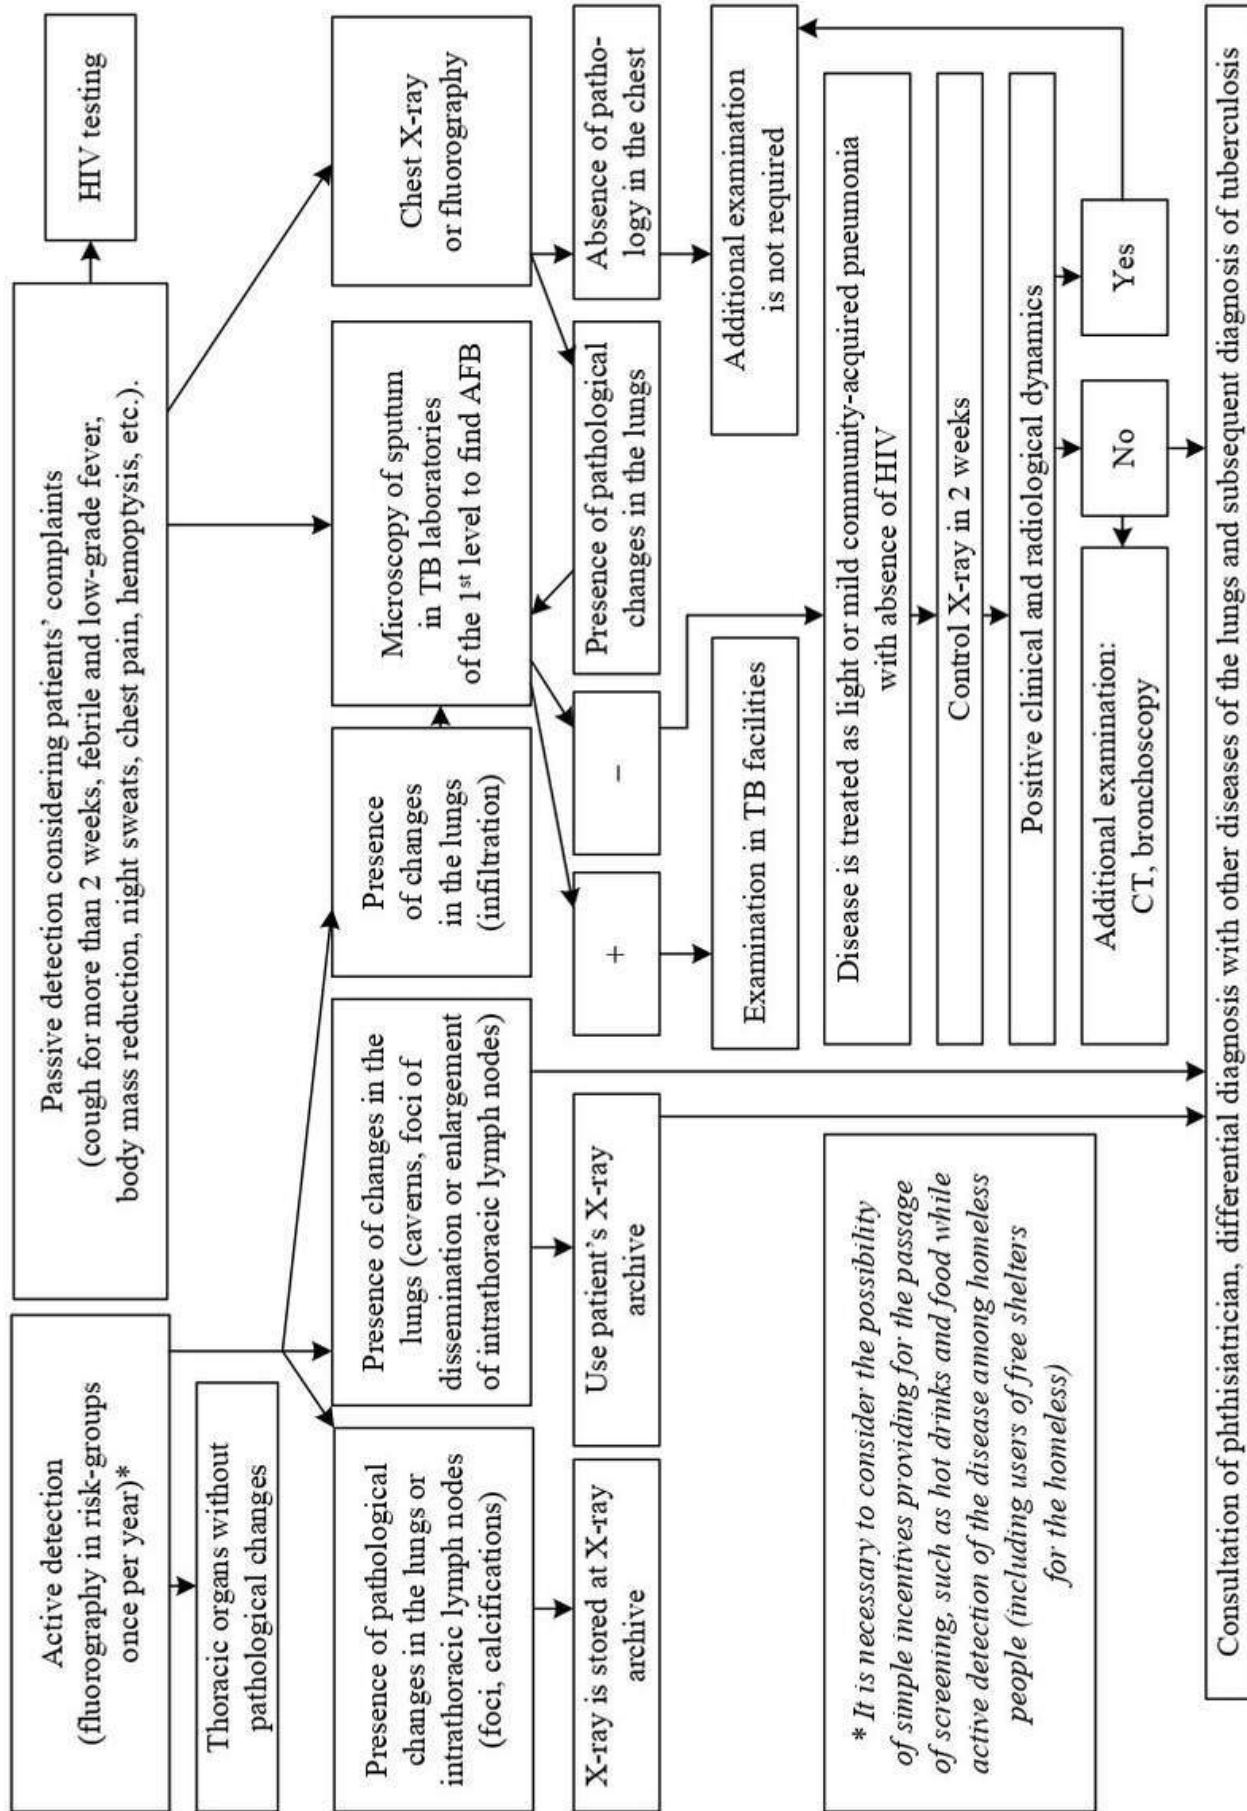 Active detection
(fluorography in risk-groups
once per year)*
Passive detection considering patients’ complaints
(cough for more than 2 weeks, febrile and low-grade fever,
body mass reduction, night sweats, chest pain, hemoptysis, etc.).
HIV testing
Thoracic organs without
pathological changes
Presence of pathological
changes in the lungs or
intrathoracic lymph nodes
(foci, calcifications)
Presence of changes in the
lungs (caverns, foci of
dissemination or enlargement
of intrathoracic lymph nodes)
Presence
of changes
in the lungs
(infiltration)
Microscopy of sputum
in TB laboratories
of the 1st level to find AFB
Chest X-ray
or fluorography
X-ray is stored at X-ray
archive
Use patient’s X-ray
archive
+
–
Presence of pathological
changes in the lungs
Absence of patho-
logy in the chest
Examination in TB facilities
Additional examination
is not required
* It is necessary to consider the possibility
of simple incentives providing for the passage
of screening, such as hot drinks and food while
active detection of the disease among homeless
people (including users of free shelters
for the homeless)
Disease is treated as light or mild community-acquired pneumonia
with absence of HIV
Control X-ray in 2 weeks
Positive clinical and radiological dynamics
Additional examination:
CT, bronchoscopy
No
Yes
Consultation of phthisiatrician, differential diagnosis with other diseases of the lungs and subsequent diagnosis of tuberculosis